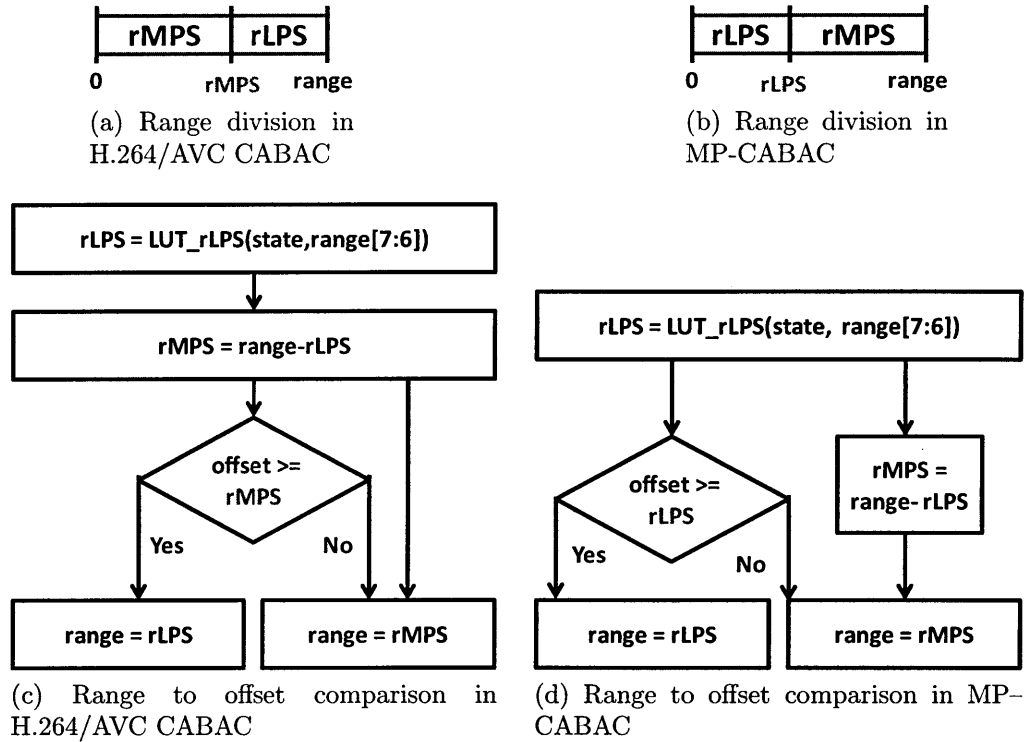 rMPS rLPS
0 rMPS range
(a) Range division in
H.264/AVC CABAC
rLPS rMPS
0 rLPS range
(b) Range division in
MP-CABAC
rLPS = LUT_rLPS(state,range[7:6])
rMPS = range-rLPS
offset >=
rMPS
Yes
No
range = rLPS
range = rMPS
(c) Range to offset comparison in
H.264/AVC CABAC
rLPS = LUT_rLPS(state, range[7:6])
offset >=
rLPS
rMPS =
range- rLPS
Yes
No
range = rLPS
range = rMPS
(d) Range to offset comparison in MP–
CABAC